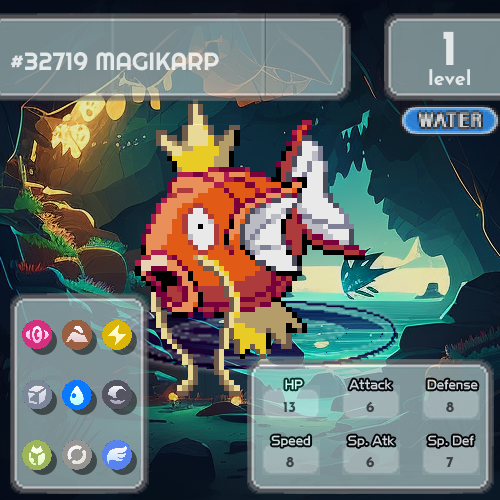 #32719 MAGIKARP
1
level
WATER
HP Attack Defense
13 6 8
Speed Sp. Atk Sp. Def
8 6 7